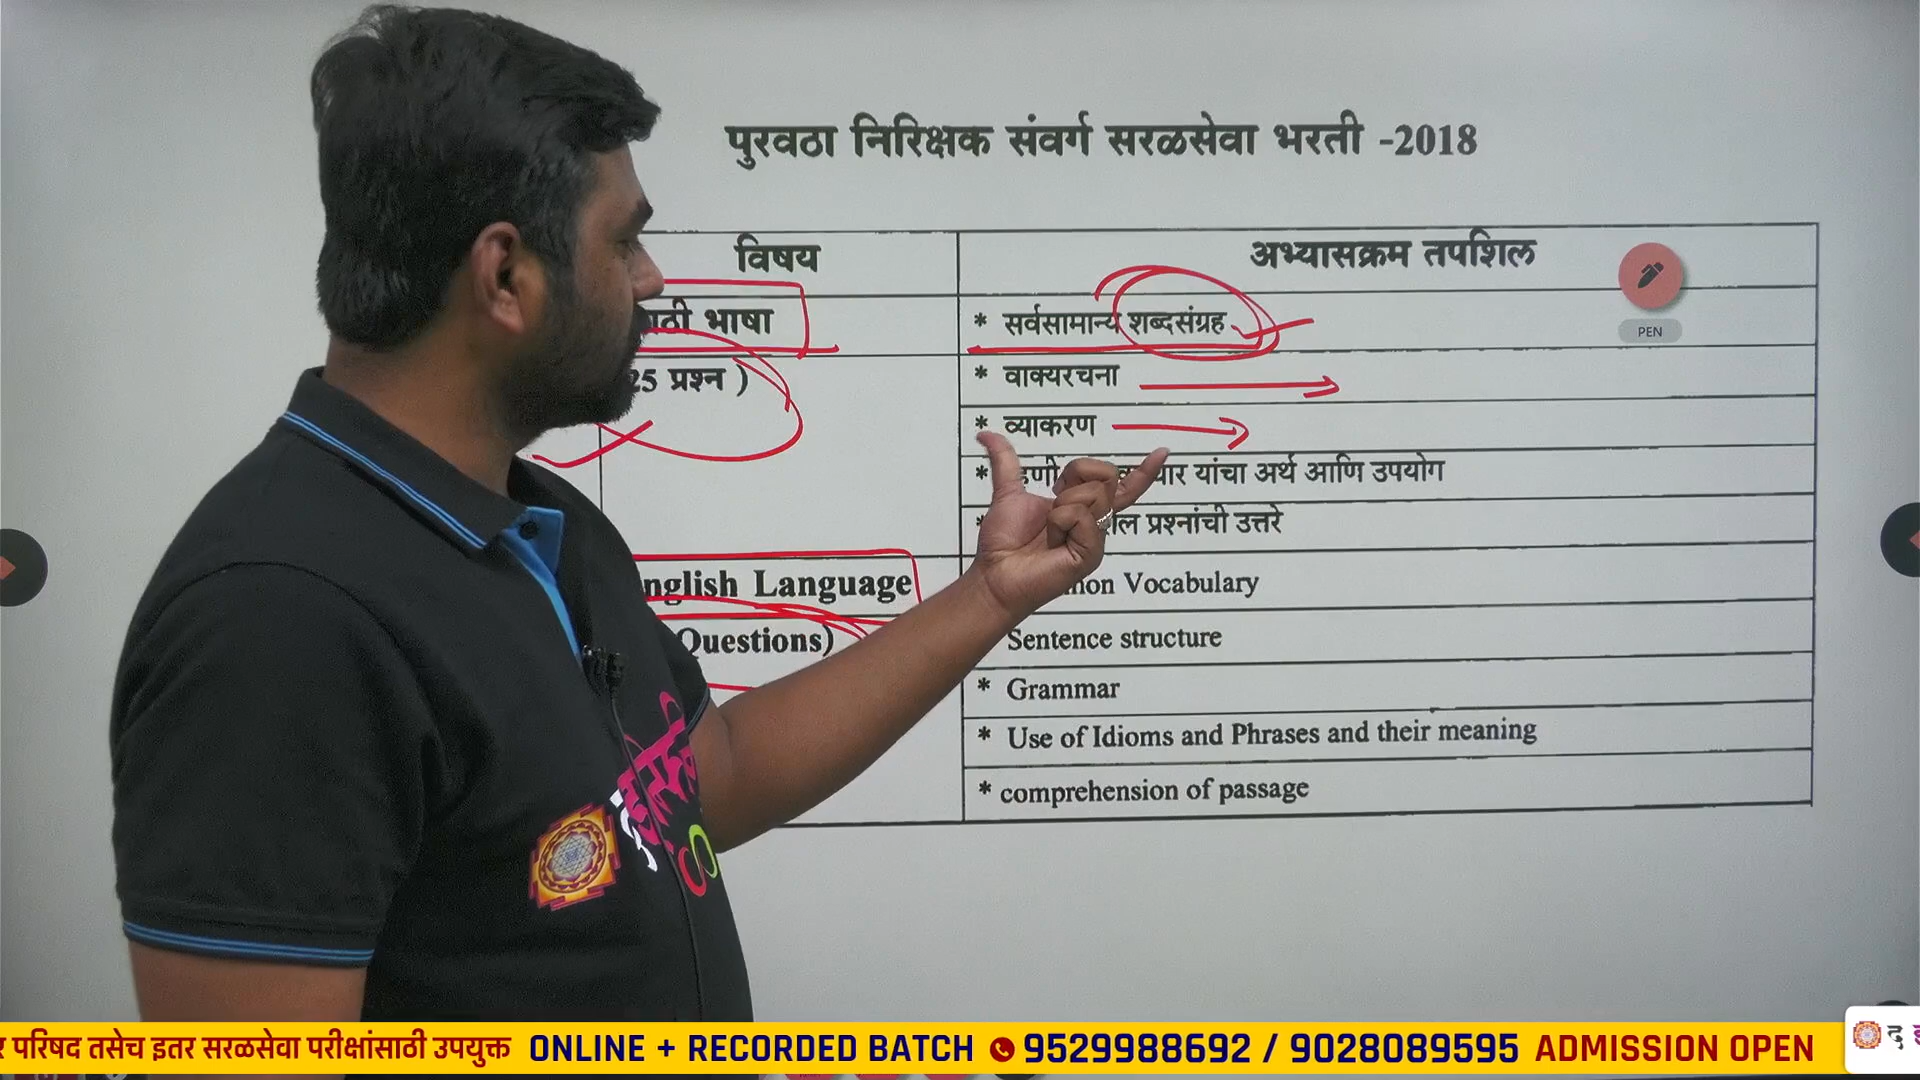 पुरवठा निरिक्षक संवर्ग सरळसेवा भरती -2018
विषय
अभ्यासक्रम तपशिल
भाषा
* सर्वसामान्य शब्दसंग्रह
25 प्रश्न )
* वाक्यरचना
* व्याकरण
* यांचा अर्थ आणि उपयोग
प्रश्नांची उत्तरे
nglish Language
Vocabulary
Questions)
Sentence structure
* Grammar
* Use of Idioms and Phrases and their meaning
* comprehension of passage
PEN
परिषद तसेच इतर सरळसेवा परीक्षांसाठी उपयुक्त ONLINE + RECORDED BATCH 9529988692 / 9028089595 ADMISSION OPEN
द